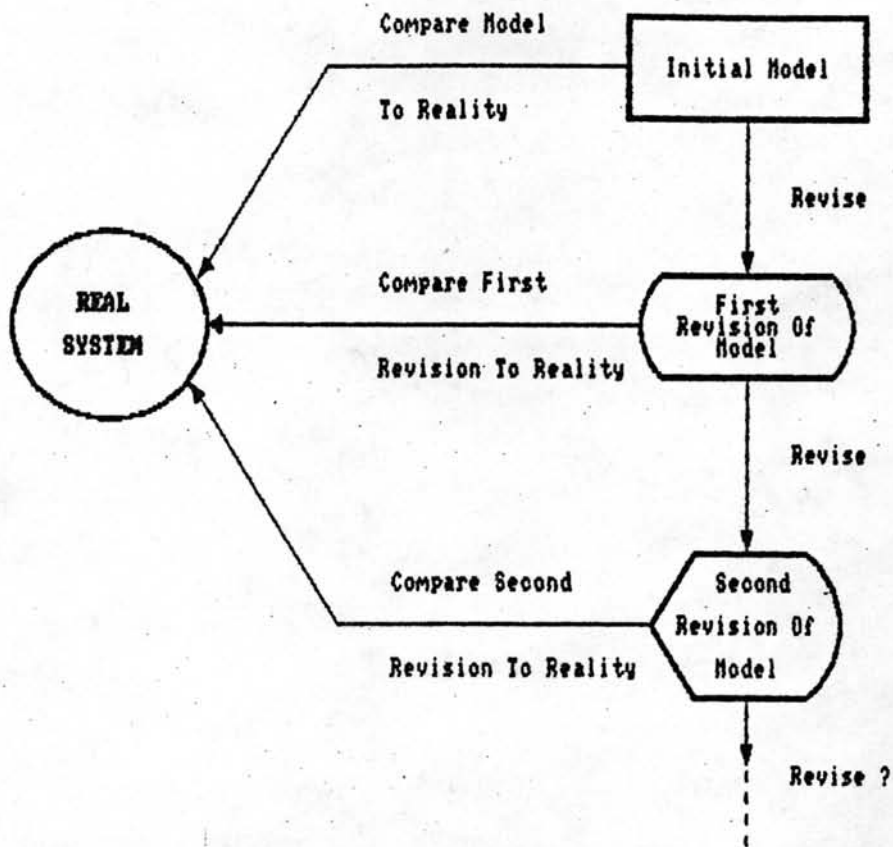 Compare Model
Initial Model
To Reality
Revise
Compare First
REAL
SYSTEM
First
Revision Of
Model
Revision To Reality
Revise
Compare Second
Second
Revision Of
Revision To Reality
Model
Revise ?